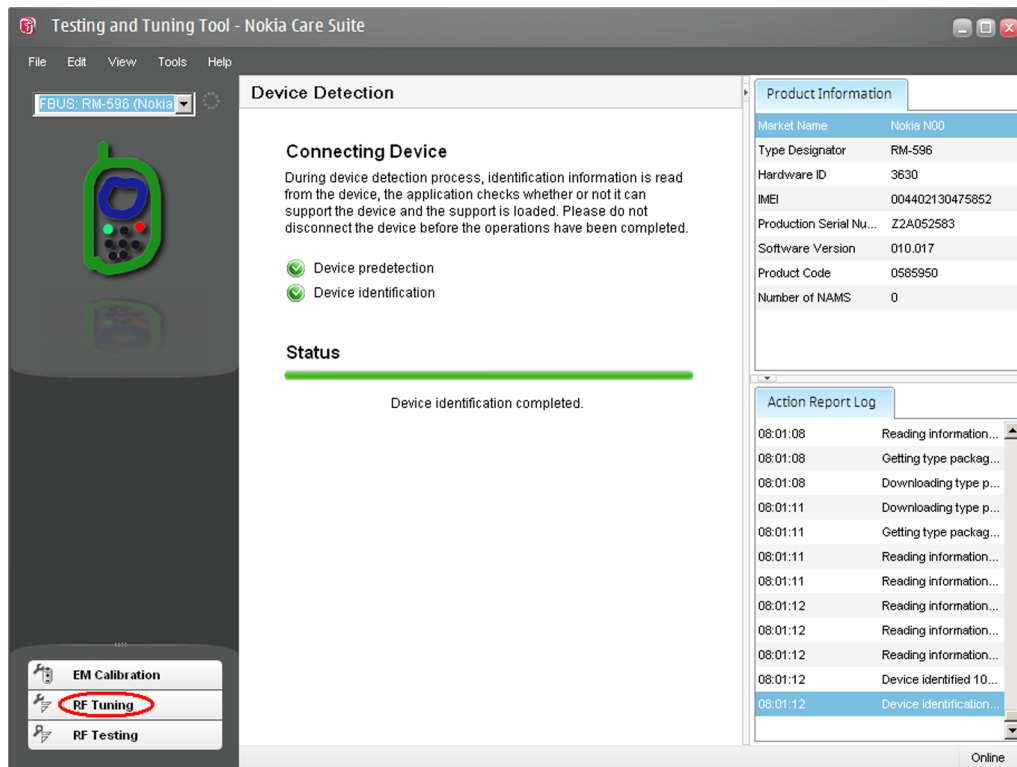 Testing and Tuning Tool - Nokia Care Suite
File Edit View Tools Help
FBUS: RM-596 (Nokia
Device Detection
Connecting Device
During device detection process, identification information is read
from the device, the application checks whether or not it can
support the device and the support is loaded. Please do not
disconnect the device before the operations have been completed.
Device predetection
Device identification
Status
Device identification completed.
EM Calibration
RF Tuning
RF Testing
Product Information
Market Name Nokia N00
Type Designator RM-596
Hardware ID 3630
IMEI 004402130475852
Production Serial Nu... Z2A052583
Software Version 010.017
Product Code 0585950
Number of NAMS 0
Action Report Log
08:01:08 Reading information...
08:01:08 Getting type packag...
08:01:08 Downloading type p...
08:01:11 Downloading type p...
08:01:11 Getting type packag...
08:01:11 Reading information...
08:01:11 Reading information...
08:01:12 Reading information...
08:01:12 Reading information...
08:01:12 Reading information...
08:01:12 Device identified 10...
08:01:12 Device identification...
Online